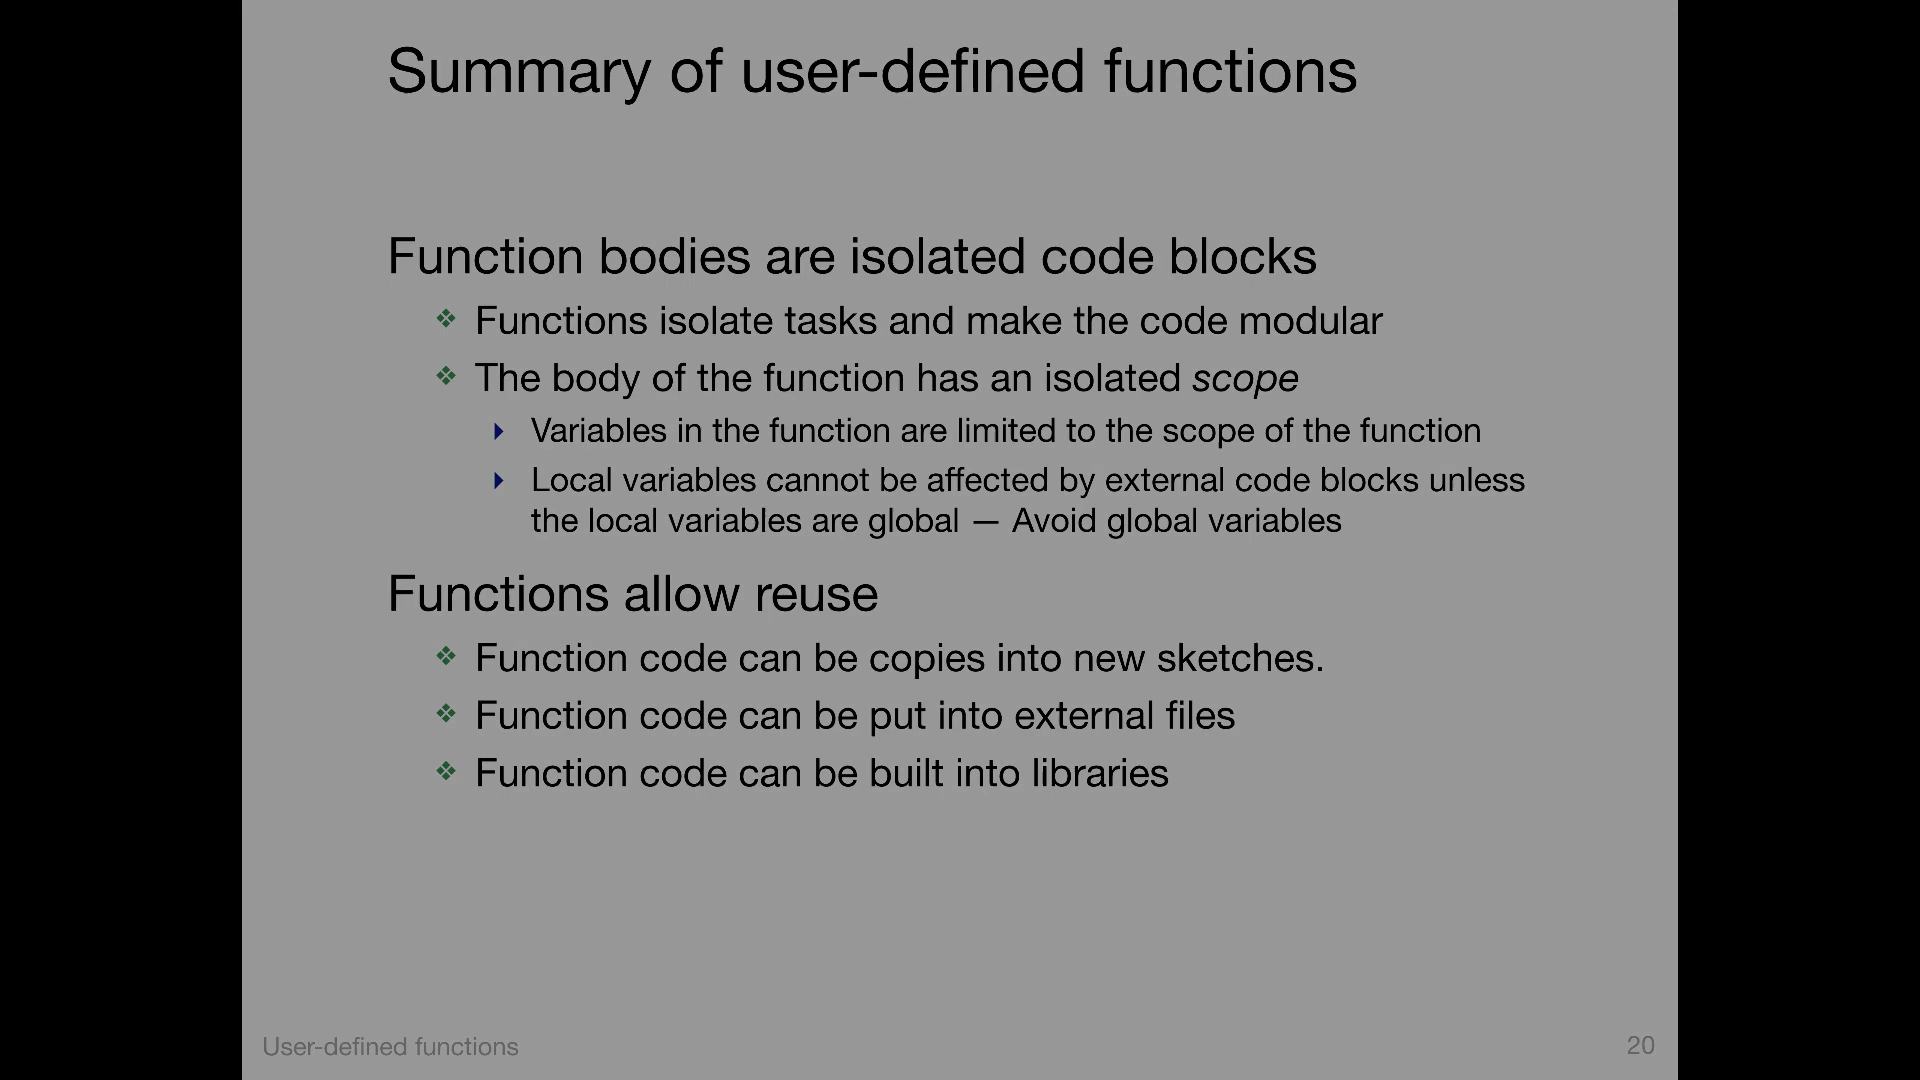 Summary of user-defined functions
Function bodies are isolated code blocks
❖ Functions isolate tasks and make the code modular
❖ The body of the function has an isolated scope
‣ Variables in the function are limited to the scope of the function
‣ Local variables cannot be affected by external code blocks unless
the local variables are global — Avoid global variables
Functions allow reuse
❖ Function code can be copies into new sketches.
❖ Function code can be put into external files
❖ Function code can be built into libraries
User-defined functions
20